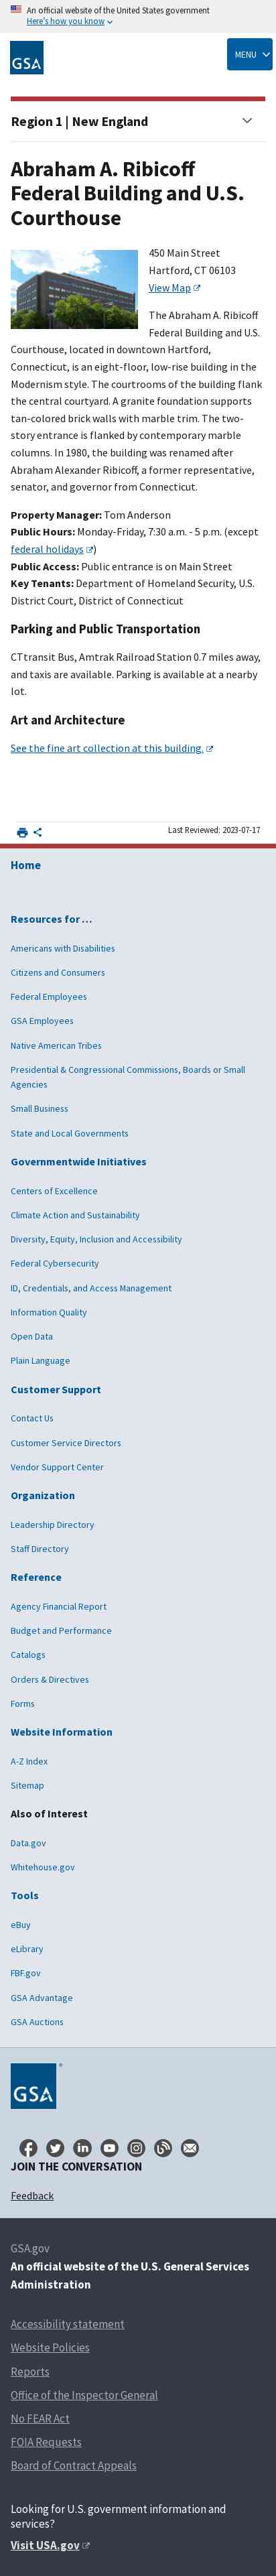 An official website of the United States government
Here's how you know
GSA
MENU
Region 1 | New England
Abraham A. Ribicoff
Federal Building and U.S.
Courthouse
450 Main Street
Hartford, CT 06103
View Map
The Abraham A. Ribicoff
Federal Building and U.S.
Courthouse, located in downtown Hartford,
Connecticut, is an eight-floor, low-rise building in the
Modernism style. The courtrooms of the building flank
the central courtyard. A granite foundation supports
tan-colored brick walls with marble trim. The two-
story entrance is fronted by contemporary marble
columns. In 1980, the building was renamed after
Abraham Alexander Ribicoff, a former governor of
Connecticut.
Property Manager: Tom Anderson
Public Hours: Monday-Friday, 7:30 a.m. - 5 p.m. (except
federal holidays)
Public Access: Public entrance is on Main Street
Key Tenants: Department of Homeland Security, U.S.
District Court, District of Connecticut
Parking and Public Transportation
CTtransit Bus, Amtrak Railroad Station 0.7 miles away,
and taxis are available. Parking is available at a nearby
lot.
Art and Architecture
See the fine art collection at this building.
Last Reviewed: 2023-07-17
Home
Resources for …
Americans with Disabilities
Citizens and Consumers
Federal Employees
GSA Employees
Native American Tribes
Presidential & Congressional Commissions, Boards or Small
Agencies
Small Business
State and Local Governments
Governmentwide Initiatives
Centers of Excellence
Climate Action and Sustainability
Diversity, Equity, Inclusion and Accessibility
Federal Cybersecurity
ID, Credentials, and Access Management
Information Quality
Open Data
Plain Language
Customer Support
Contact Us
Customer Service Directors
Vendor Support Center
Organization
Leadership Directory
Staff Directory
Reference
Agency Financial Report
Budget and Performance
Catalogs
Orders & Directives
Forms
Website Information
A-Z Index
Sitemap
Also of Interest
Data.gov
Whitehouse.gov
Tools
eBuy
eLibrary
FBF.gov
GSA Advantage
GSA Auctions
GSA
JOIN THE CONVERSATION
Feedback
GSA.gov
An official website of the U.S. General Services
Administration
Accessibility statement
Website Policies
Reports
Office of the Inspector General
No FEAR Act
FOIA Requests
Board of Contract Appeals
Looking for U.S. government information and
services?
Visit USA.gov